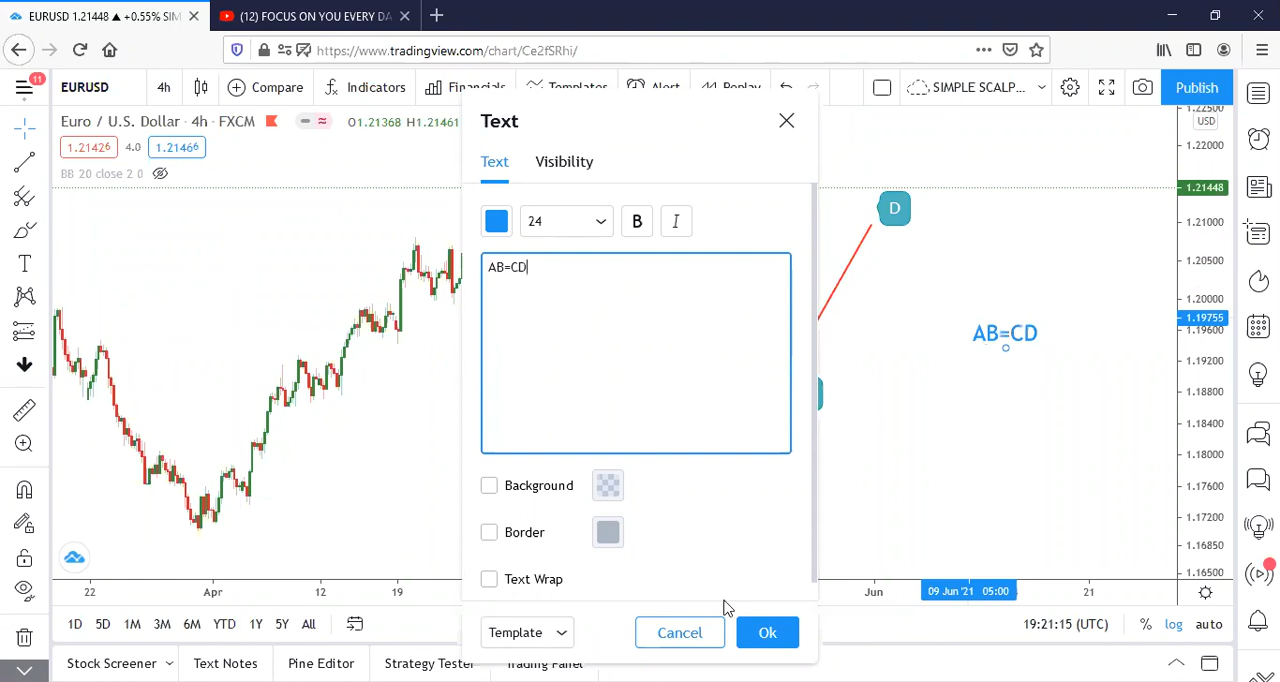 EURUSD 1.21448 ▲ +0.55% SIM
(12) FOCUS ON YOU EVERY DA
https://www.tradingview.com/chart/Ce2fSRhi/
11
EURUSD
4h
Compare
Indicators
Financials
Templates
Alert
Replay
SIMPLE SCALP...
Publish
Euro / U.S. Dollar · 4h · FXCM
O1.21368 H1.21461
1.21426
4.0
1.21466
BB 20 close 2 0
Text
Text
Visibility
24
B
I
AB=CD
Background
Border
Text Wrap
Template
Cancel
Ok
D
AB=CD
1.22500
USD
1.22000
1.21448
1.21000
1.20500
1.20000
1.19755
1.19600
1.19200
1.18800
1.18400
1.18000
1.17600
1.17200
1.16850
1.16500
22
Apr
12
19
Jun
09 Jun '21 05:00
21
1D
5D
1M
3M
6M
YTD
1Y
5Y
All
19:21:15 (UTC)
%
log
auto
Stock Screener
Text Notes
Pine Editor
Strategy Tester
Trading Panel